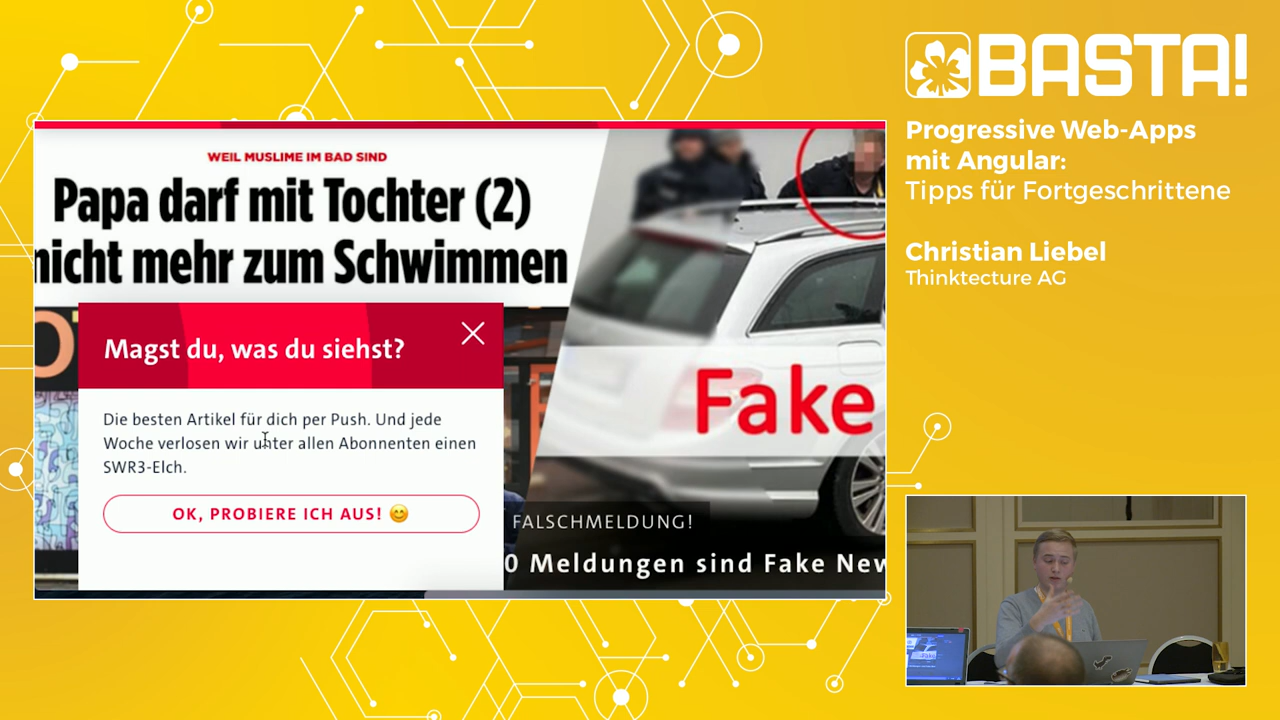 WEIL MUSLIME IM BAD SIND
Papa darf mit Tochter (2)
nicht mehr zum Schwimmen
Magst du, was du siehst?
Die besten Artikel für dich per Push. Und jede
Woche verlosen wir unter allen Abonnenten einen
SWR3-Elch.
OK, PROBIERE ICH AUS! 😊
Fake
FALSCHMELDUNG!
0 Meldungen sind Fake New
BASTA!
Progressive Web-Apps
mit Angular:
Tipps für Fortgeschrittene
Christian Liebel
Thinktecture AG